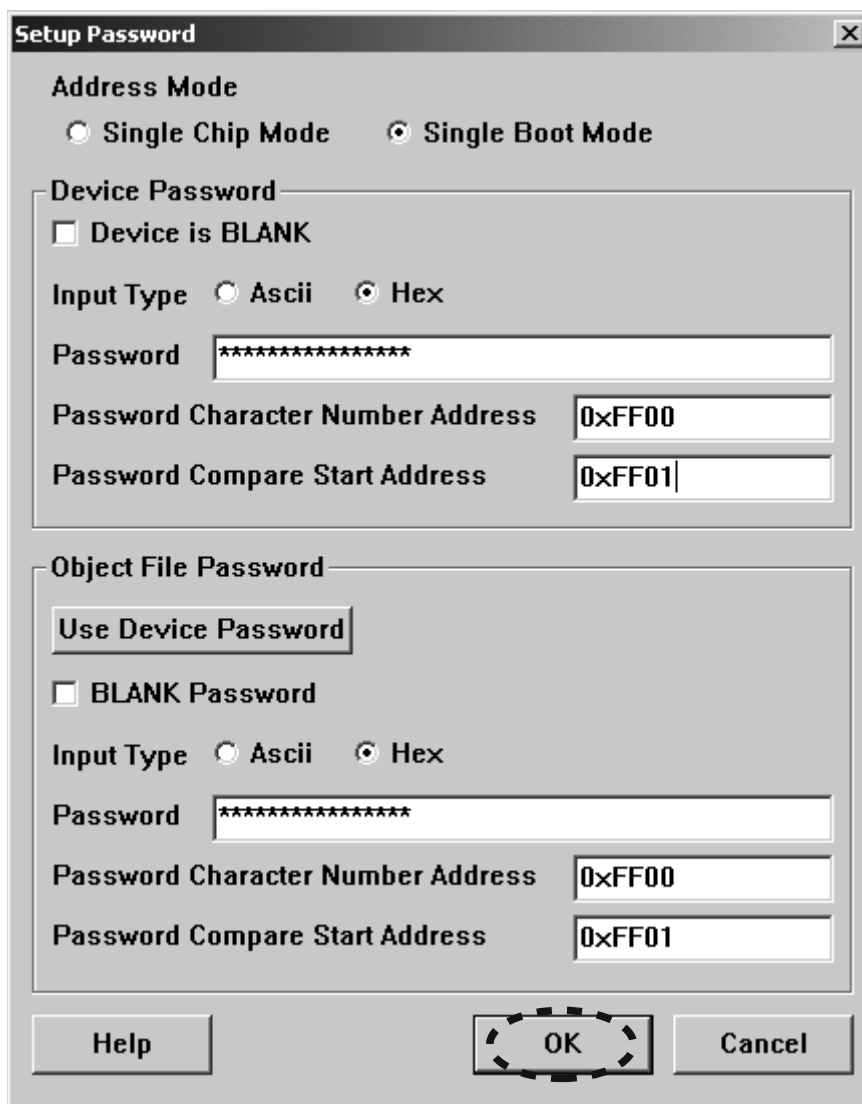 Setup Password
Address Mode
Single Chip Mode Single Boot Mode
Device Password
Device is BLANK
Input Type Ascii Hex
Password ****************
Password Character Number Address 0xFF00
Password Compare Start Address 0xFF01
Object File Password
Use Device Password
BLANK Password
Input Type Ascii Hex
Password ****************
Password Character Number Address 0xFF00
Password Compare Start Address 0xFF01
Help OK Cancel